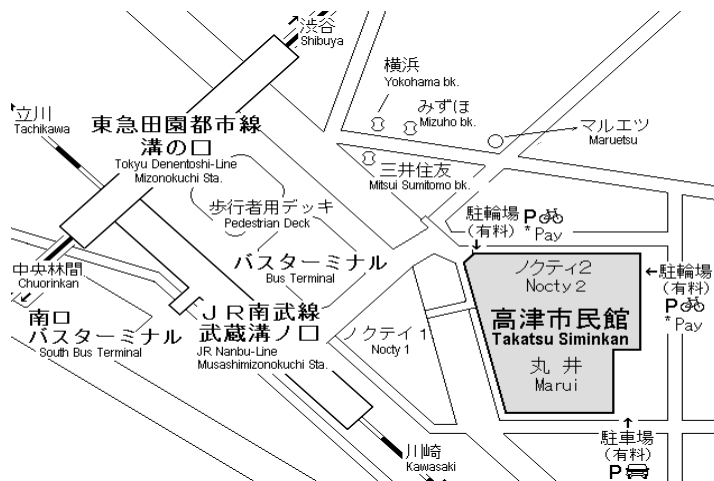 渋谷
Shibuya
横浜
Yokohama bk.
みずほ
Mizuho bk.
マルエツ
Maruetsu
立川
Tachikawa
東急田園都市線
溝の口
Tokyu Denentoshi-Line
Mizonokuchi Sta.
三井住友
Mitsui Sumitomo bk.
歩行者用デッキ
Pedestrian Deck
駐輪場 P
(有料) * Pay
バスターミナル
Bus Terminal
中央林間
Chuorinkan
ノクティ2
Nocty 2
駐輪場
(有料)
P
* Pay
南口
バスターミナル
South Bus Terminal
JR南武線
武蔵溝ノ口
JR Nanbu-Line
Musashimizonokuchi Sta.
ノクテイ 1
Nocty 1
高津市民館
Takatsu Siminkan
丸井
Marui
川崎
Kawasaki
駐車場
(有料)
P